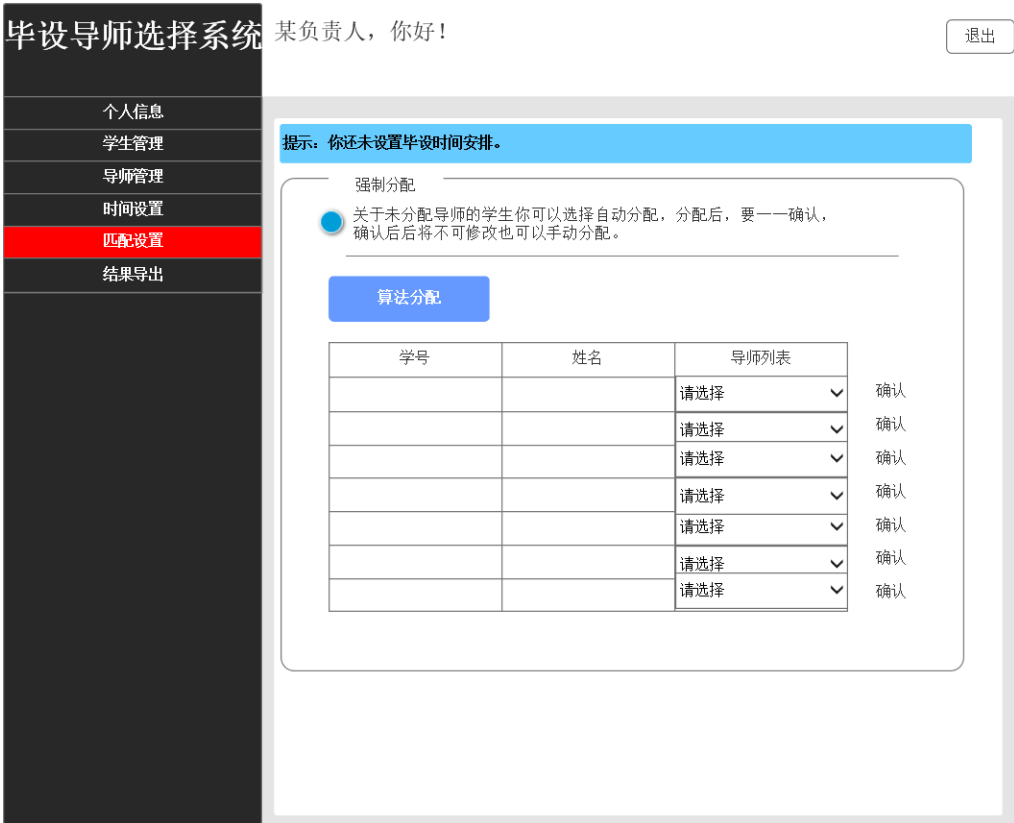 毕设导师选择系统
某负责人，你好！
退出
个人信息
学生管理
导师管理
时间设置
匹配设置
结果导出
提示：你还未设置毕设时间安排。
强制分配
关于未分配导师的学生你可以选择自动分配，分配后，要一一确认，
确认后后将不可修改也可以手动分配。
算法分配
学号 姓名 导师列表
请选择 确认
请选择 确认
请选择 确认
请选择 确认
请选择 确认
请选择 确认
请选择 确认